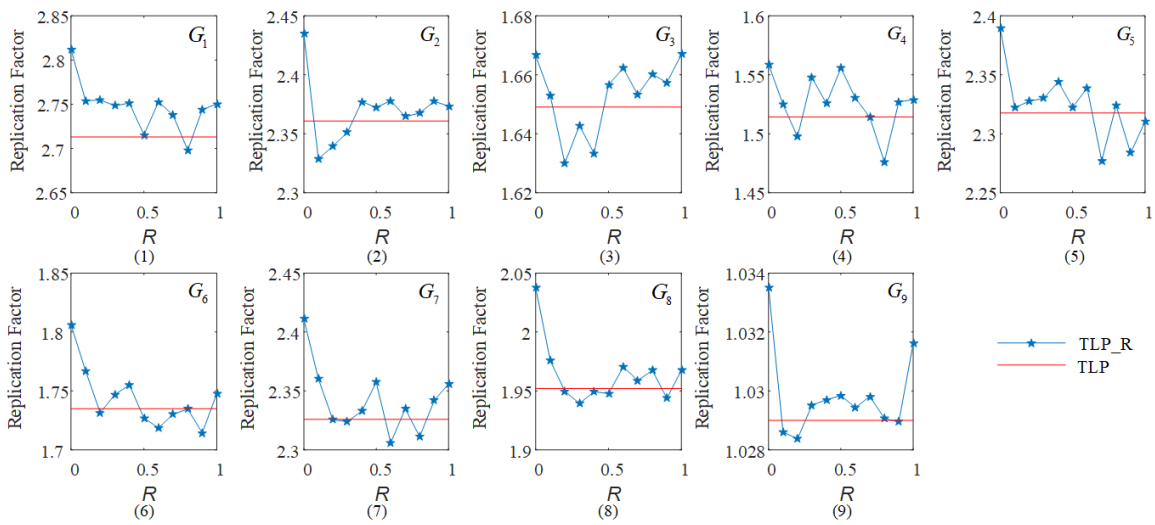 2.85
2.8
2.75
2.7
2.65
Replication Factor
G1
0 0.5 1
R
(1)
2.45
2.4
2.35
2.3
Replication Factor
G2
0 0.5 1
R
(2)
1.68
1.66
1.64
1.62
Replication Factor
G3
0 0.5 1
R
(3)
1.6
1.55
1.5
1.45
Replication Factor
G4
0 0.5 1
R
(4)
2.4
2.35
2.3
2.25
Replication Factor
G5
0 0.5 1
R
(5)
1.85
1.8
1.75
1.7
Replication Factor
G6
0 0.5 1
R
(6)
2.45
2.4
2.35
2.3
Replication Factor
G7
0 0.5 1
R
(7)
2.05
2
1.95
1.9
Replication Factor
G8
0 0.5 1
R
(8)
1.034
1.032
1.03
1.028
Replication Factor
G9
0 0.5 1
R
(9)
TLP_R
TLP